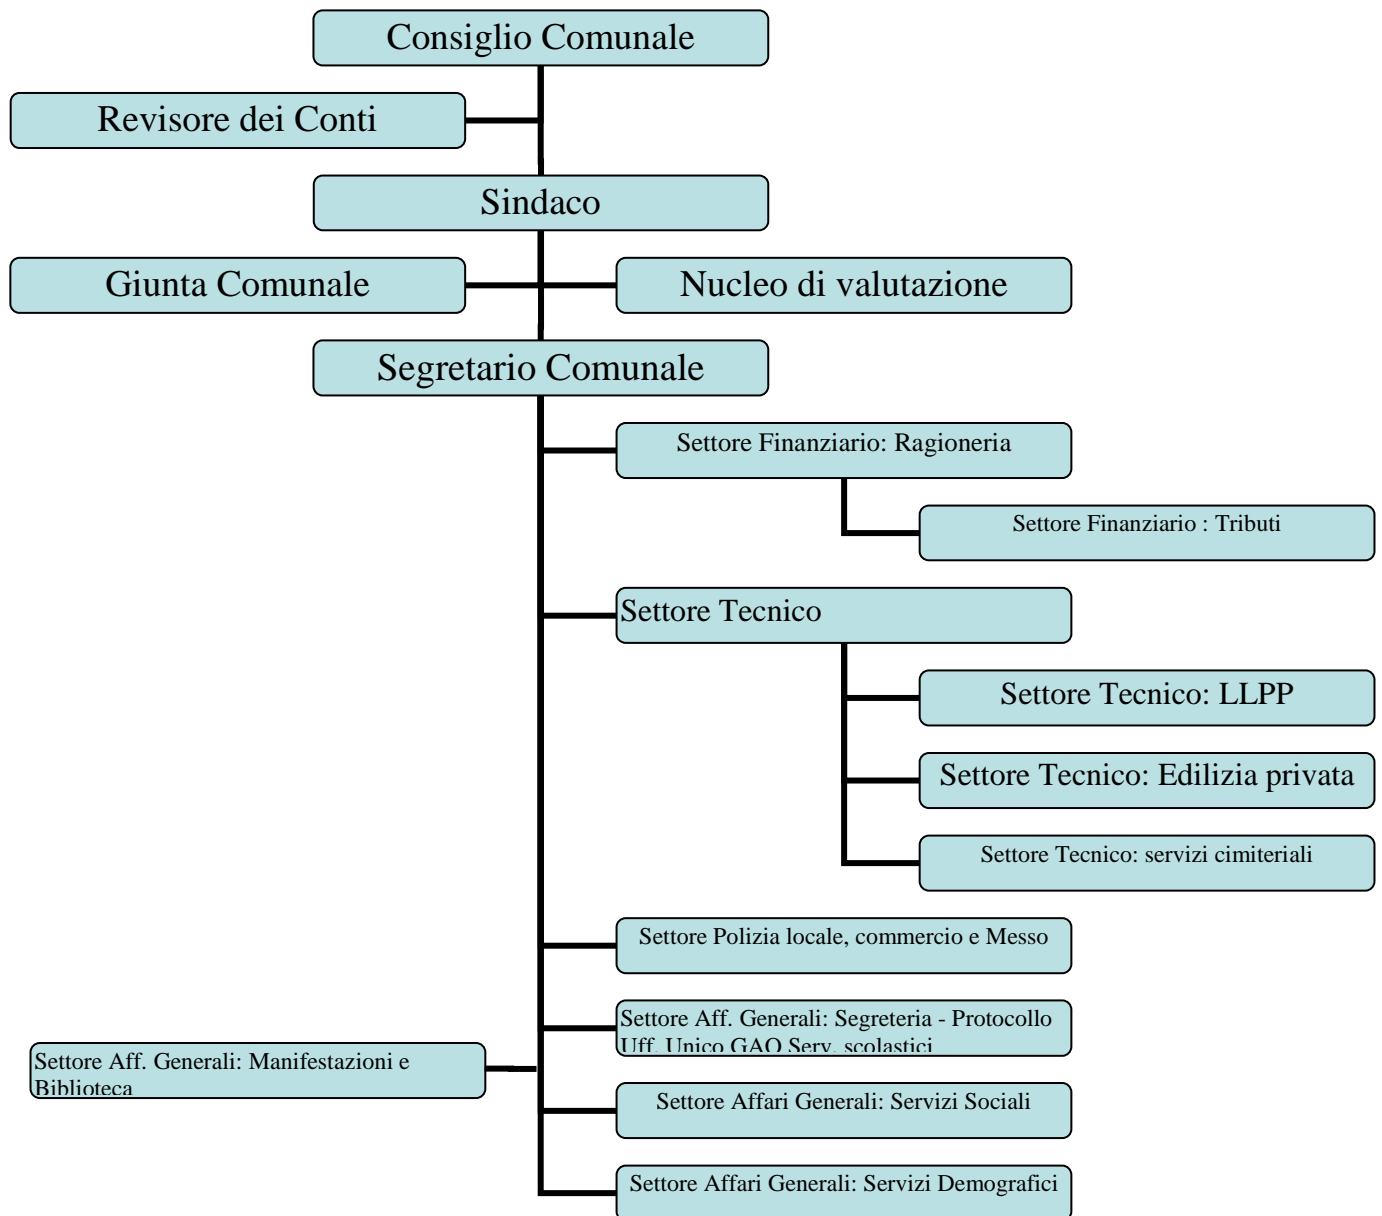 Consiglio Comunale
Revisore dei Conti
Sindaco
Giunta Comunale
Nucleo di valutazione
Segretario Comunale
Settore Finanziario: Ragioneria
Settore Finanziario : Tributi
Settore Tecnico
Settore Tecnico: LLPP
Settore Tecnico: Edilizia privata
Settore Tecnico: servizi cimiteriali
Settore Polizia locale, commercio e Messo
Settore Aff. Generali: Segreteria - Protocollo
Uff. Unico GAO Serv. scolastici
Settore Aff. Generali: Manifestazioni e
Biblioteca
Settore Affari Generali: Servizi Sociali
Settore Affari Generali: Servizi Demografici